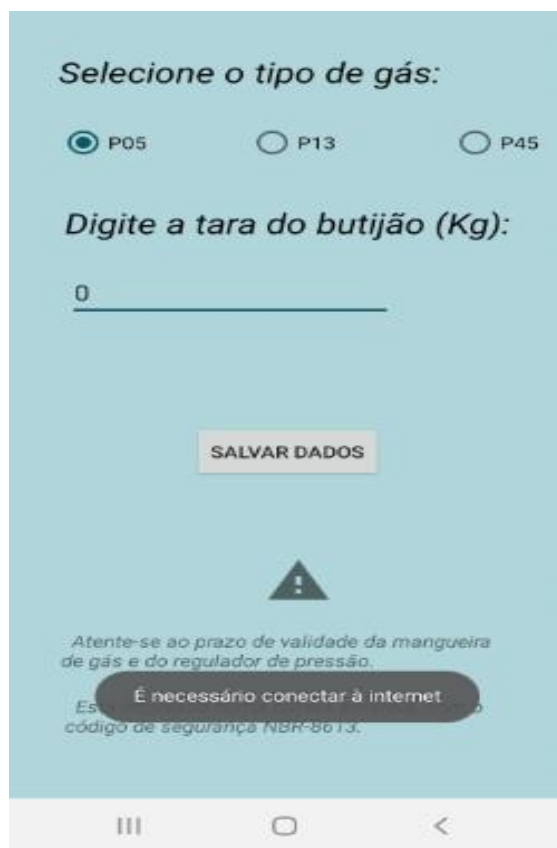 Selecione o tipo de gás:
P05 P13 P45
Digite a tara do butijão (Kg):
0
SALVAR DADOS
Atente-se ao prazo de validade da mangueira
de gás e do regulador de pressão.
É necessário conectar à internet
código de segurança NBR-8613.